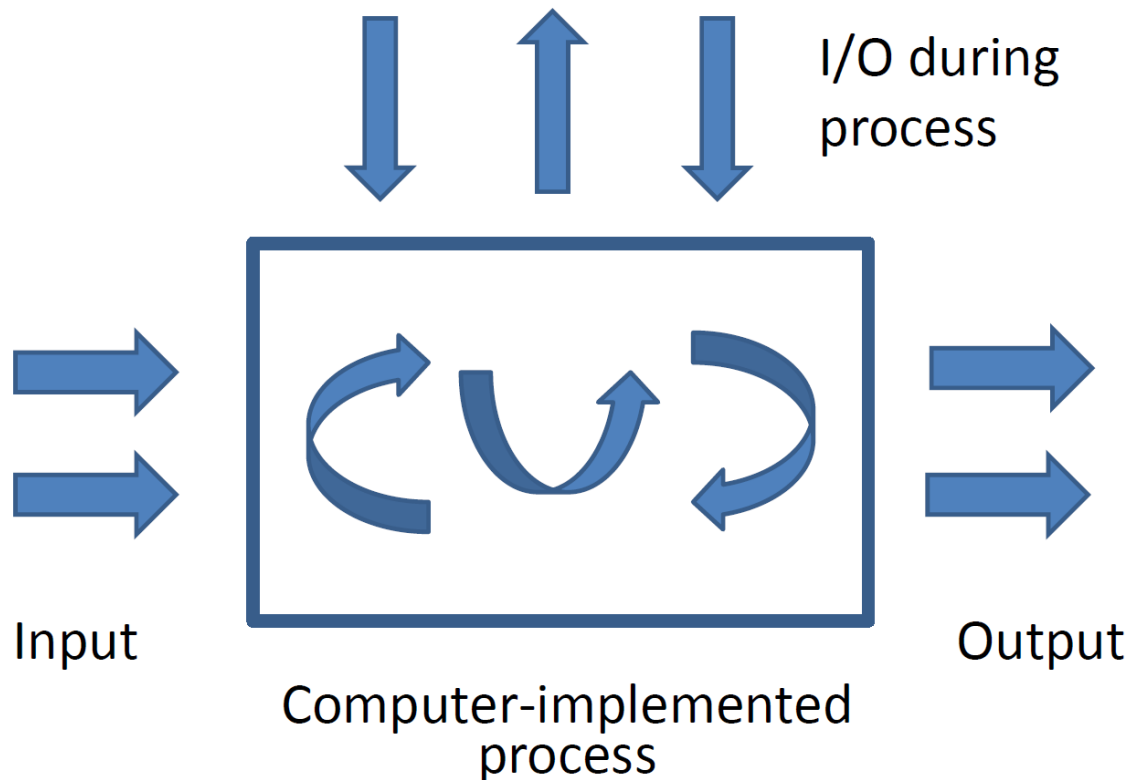 I/O during
process
Input
Output
Computer-implemented
process